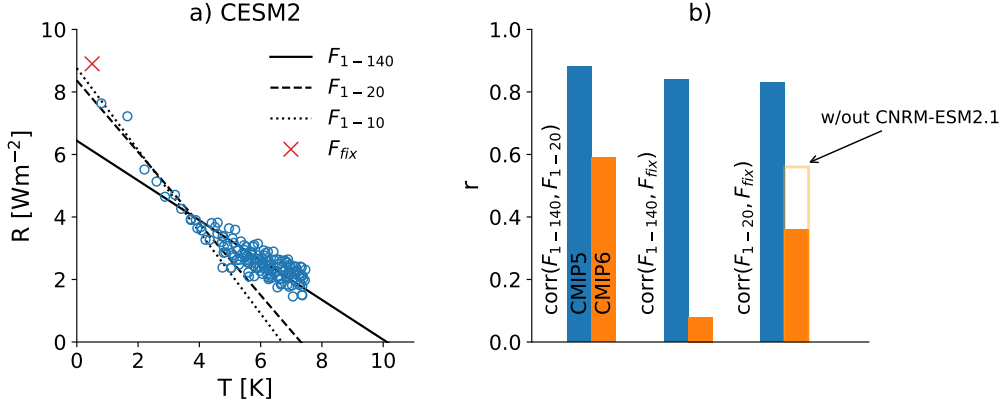 a) CESM2
R [Wm⁻²]
10
8
6
4
2
0
0
2
4
6
8
10
T [K]
F₁₋₁₄₀
F₁₋₂₀
F₁₋₁₀
F_fix
b)
r
1.0
0.8
0.6
0.4
0.2
0.0
corr(F₁₋₁₄₀, F₁₋₂₀)
CMIP5
CMIP6
corr(F₁₋₁₄₀, F_fix)
corr(F₁₋₂₀, F_fix)
w/out CNRM-ESM2.1